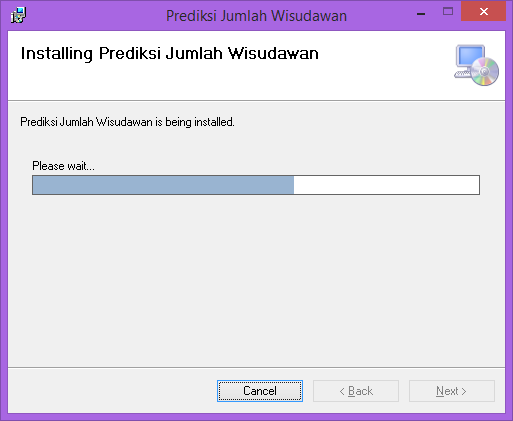 Prediksi Jumlah Wisudawan
Installing Prediksi Jumlah Wisudawan
Prediksi Jumlah Wisudawan is being installed.
Please wait...
Cancel
< Back
Next >